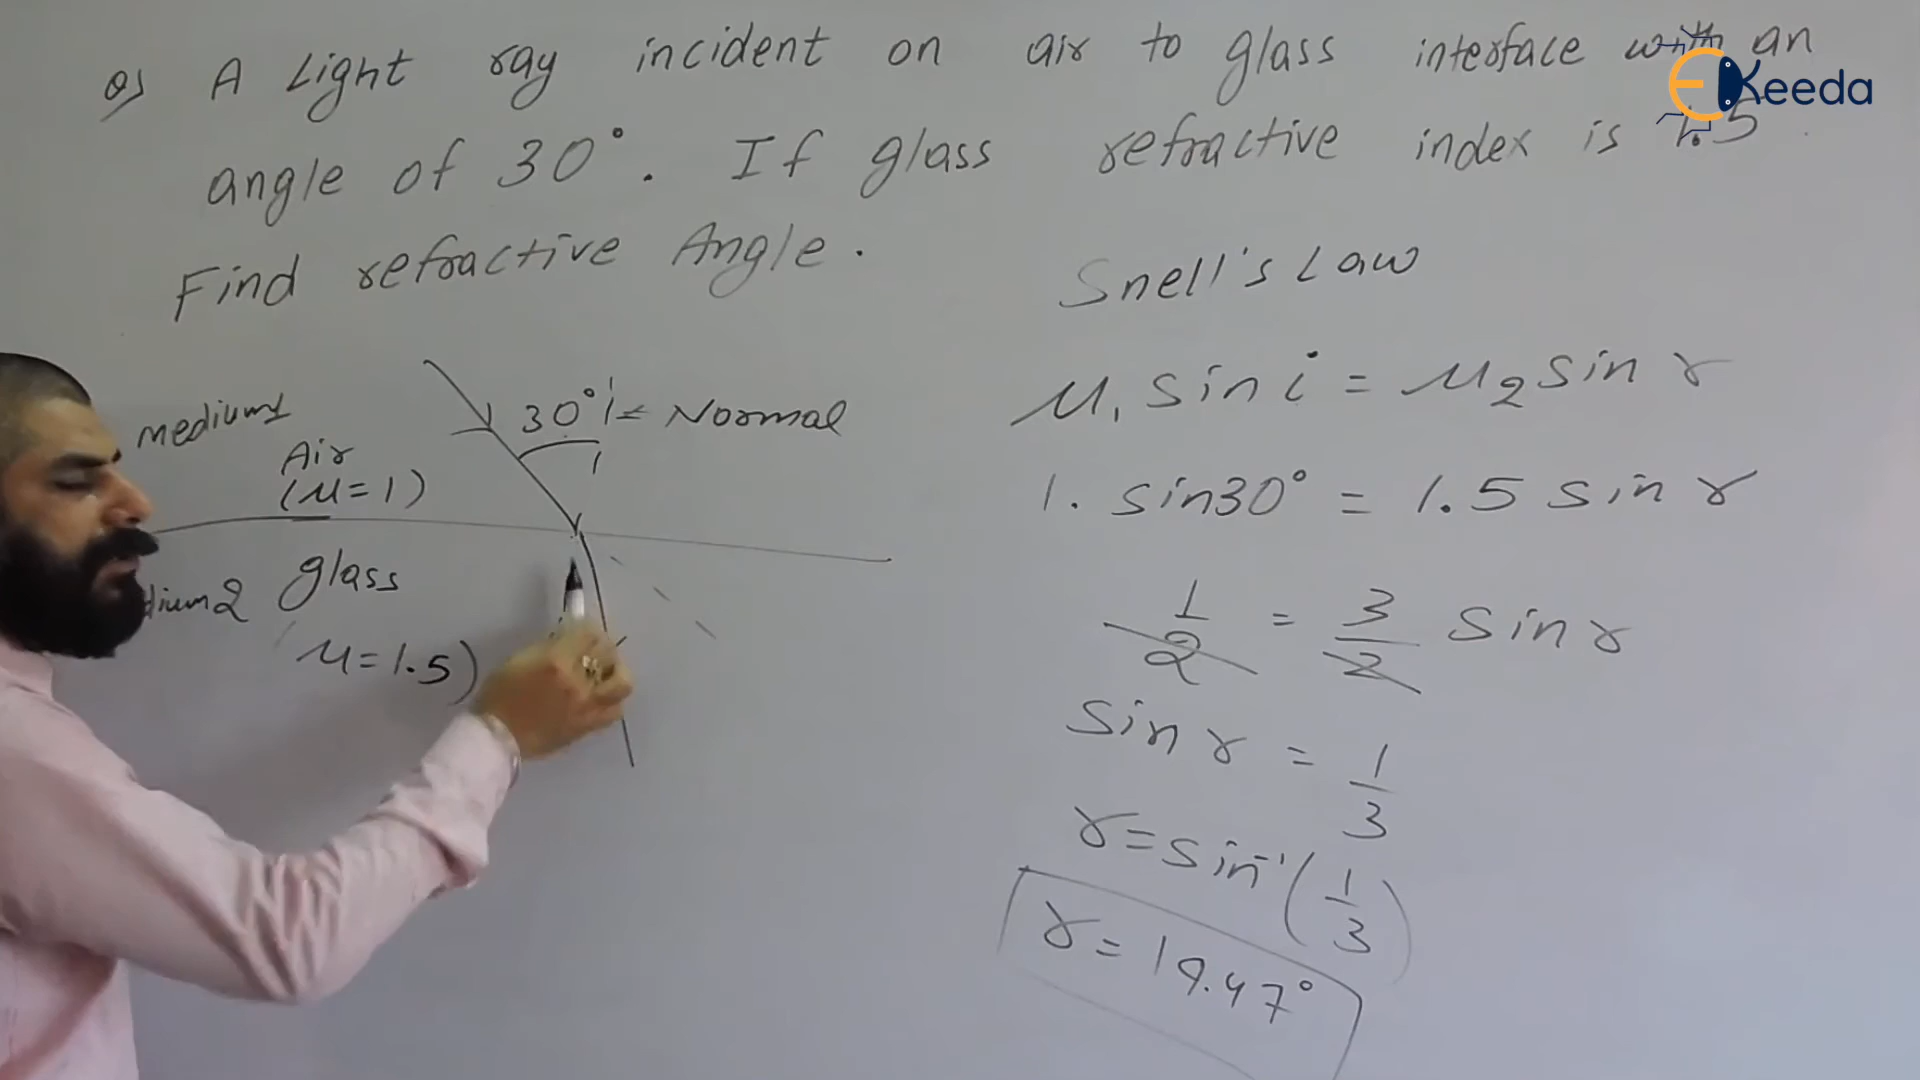 Q) A Light ray incident on air to glass interface with an
angle of 30°. If glass refractive index is 1.5
Find refractive Angle.
EKeeda
Snell's Law
μ₁ sin i = μ₂ sin r
1. sin30° = 1.5 sin r
1/2 = 3/2 sin r
sin r = 1/3
r = sin⁻¹(1/3)
r = 19.47°
medium1
Air
(μ=1)
30° i
Normal
glass
μ=1.5)